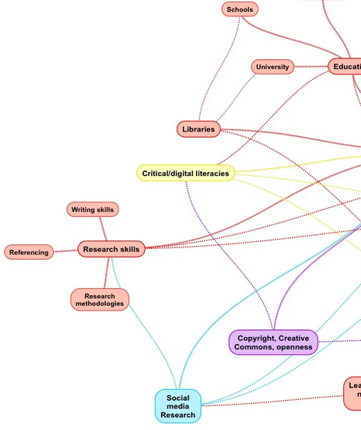 Schools
University
Educati
Libraries
Critical/digital literacies
Writing skills
Referencing
Research skills
Research
methodologies
Copyright, Creative
Commons, openness
Social
media
Research
Lea
n